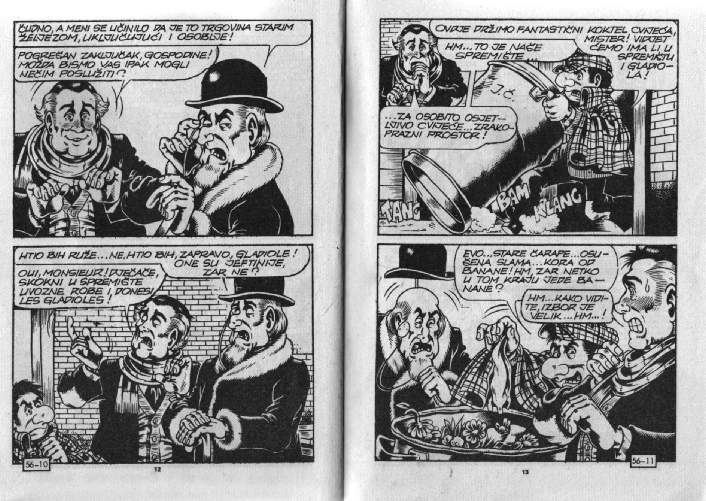 ČUDNO, A MENI SE UČINILO DA JE TO TRGOVINA STARIM
ŽELJEZOM, UKLJUČUJUĆI I OSOBLJE!
POGREŠAN ZAKLJUČAK, GOSPODINE!
MOŽDA BISMO VAS IPAK MOGLI
NEČIM POSLUŽITI?
HTIO BIH RUŽE...NE, HTIO BIH, ZAPRAVO, GLADIOLE!
ONE SU JEFTINIJE,
ZAR NE?
OUI, MONSIEUR! DJEČAČE,
SKOKNI U SPREMIŠTE
UVOZNE ROBE I DONESI
LES GLADIOLES!
56-10
12
OVDJE DRŽIMO FANTASTIČNI KOKTEL CVIJEĆA,
MISTER! VIDJET
ĆEMO IMA LI U
SPREMIŠTU
I GLADIO-
LA!
HM...TO JE NAŠE
SPREMIŠTE...
...ZA OSOBITO OSJET-
LJIVO CVIJEĆE...ZRAKO-
PRAZNI PROSTOR!
J.Č.
TANG
TBAM
KLANG
EVO...STARE ČARAPE...OSU-
ŠENA SLAMA...KORA OD
BANANE! HM, ZAR NETKO
U TOM KRAJU JEDE BA-
NANE?
HM...KAKO VIDI-
TE, IZBOR JE
VELIK...HM...!
56-11
13